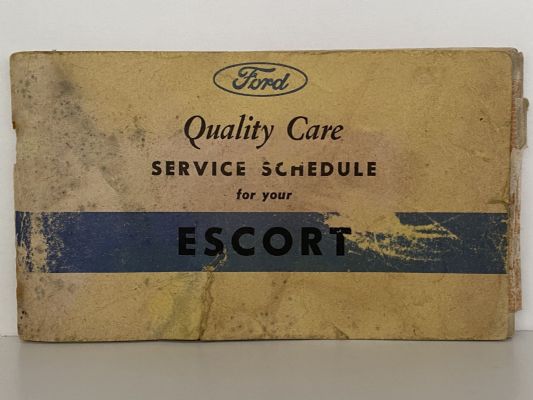 Ford
Quality Care
SERVICE SCHEDULE
for your
ESCORT